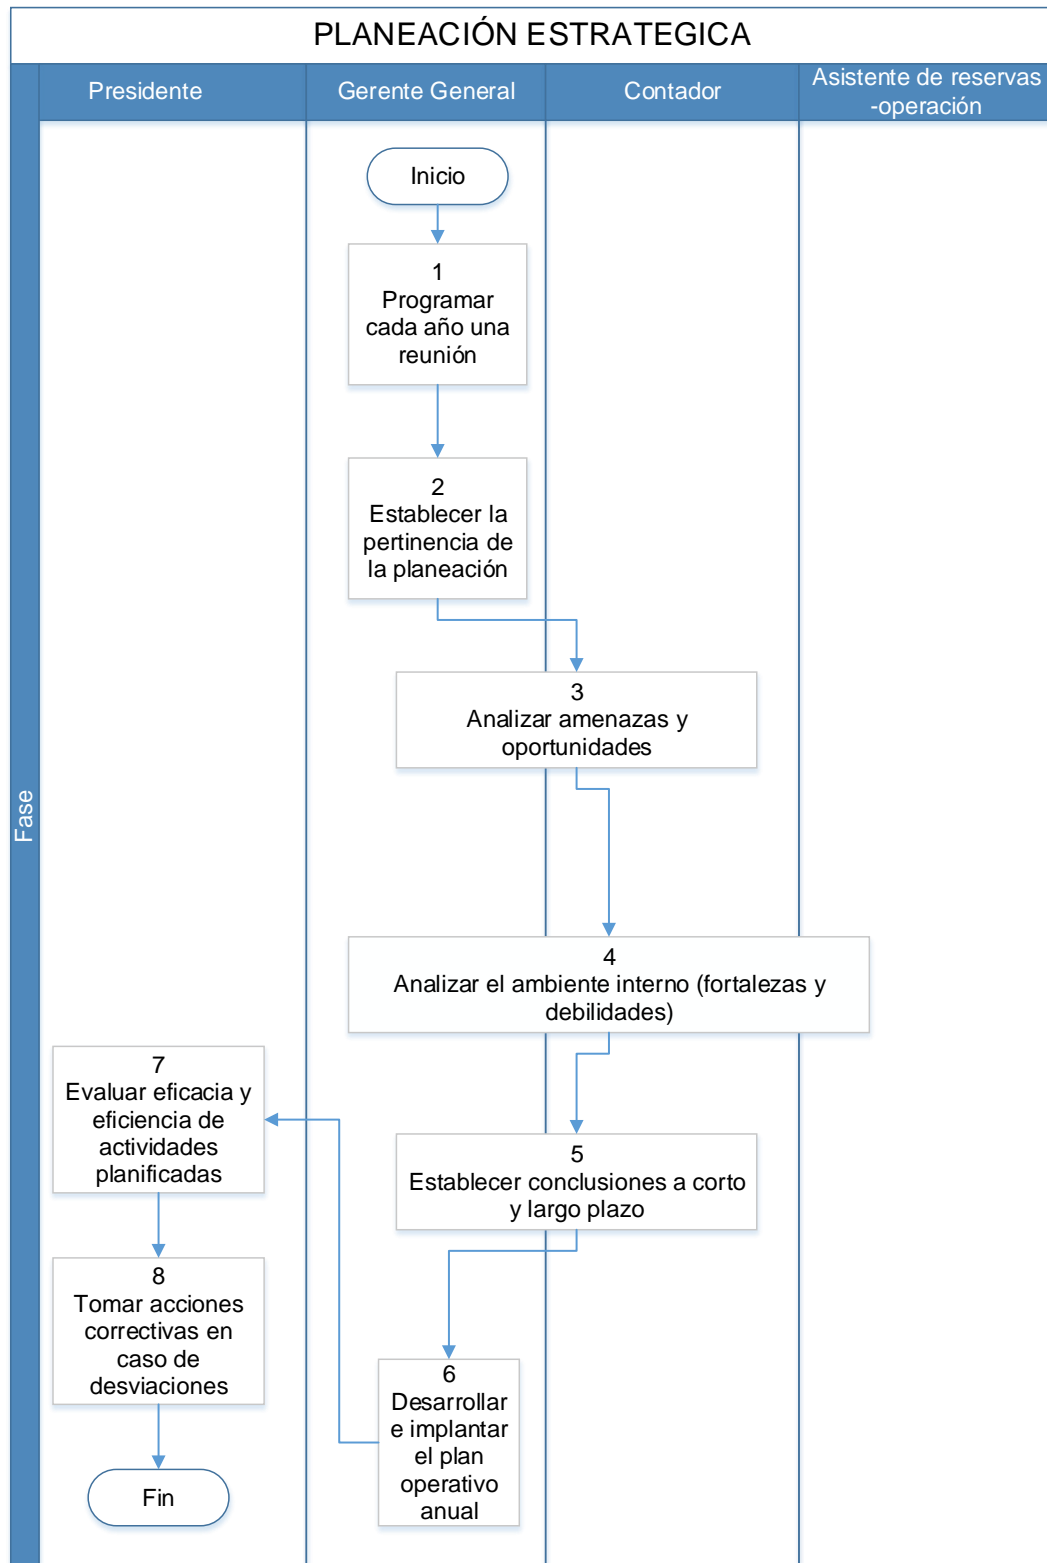 PLANEACIÓN ESTRATEGICA
Presidente
Gerente General
Contador
Asistente de reservas
-operación
Fase
Inicio
1
Programar
cada año una
reunión
2
Establecer la
pertinencia de
la planeación
3
Analizar amenazas y
oportunidades
4
Analizar el ambiente interno (fortalezas y
debilidades)
5
Establecer conclusiones a corto
y largo plazo
6
Desarrollar
e implantar
el plan
operativo
anual
7
Evaluar eficacia y
eficiencia de
actividades
planificadas
8
Tomar acciones
correctivas en
caso de
desviaciones
Fin